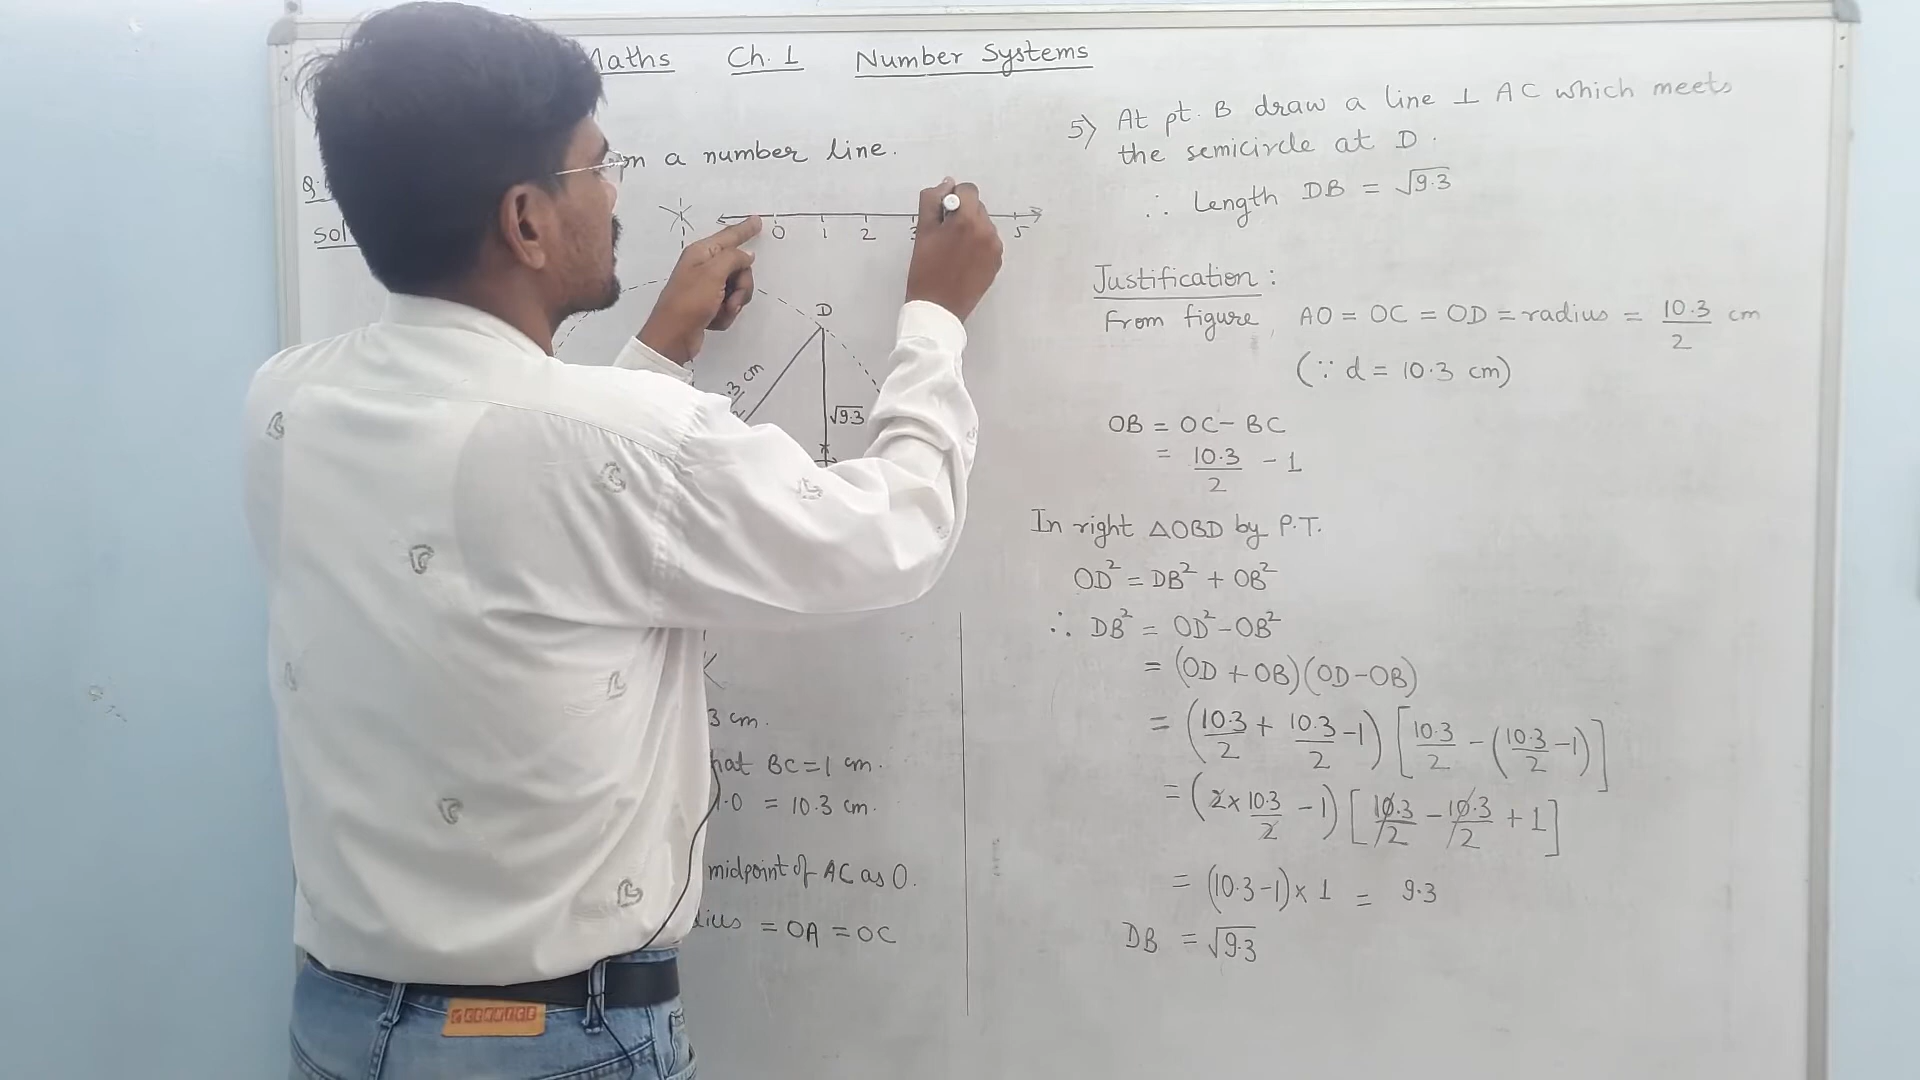 Maths Ch. 1 Number Systems
on a number line.
Sol
0 1 2 3 5
D
.3 cm
√9.3
3 cm.
hat BC = 1 cm.
1.0 = 10.3 cm.
midpoint of AC as O.
dius = OA = OC
5) At pt. B draw a line ⊥ AC which meets
the semicircle at D.
∴ Length DB = √9.3
Justification :
From figure, AO = OC = OD = radius = 10.3/2 cm
(∵ d = 10.3 cm)
OB = OC - BC
= 10.3/2 - 1
In right △OBD by P.T.
OD² = DB² + OB²
∴ DB² = OD² - OB²
= (OD + OB)(OD - OB)
= (10.3/2 + 10.3/2 - 1) [10.3/2 - (10.3/2 - 1)]
= (2 × 10.3/2 - 1) [10.3/2 - 10.3/2 + 1]
= (10.3 - 1) × 1 = 9.3
DB = √9.3